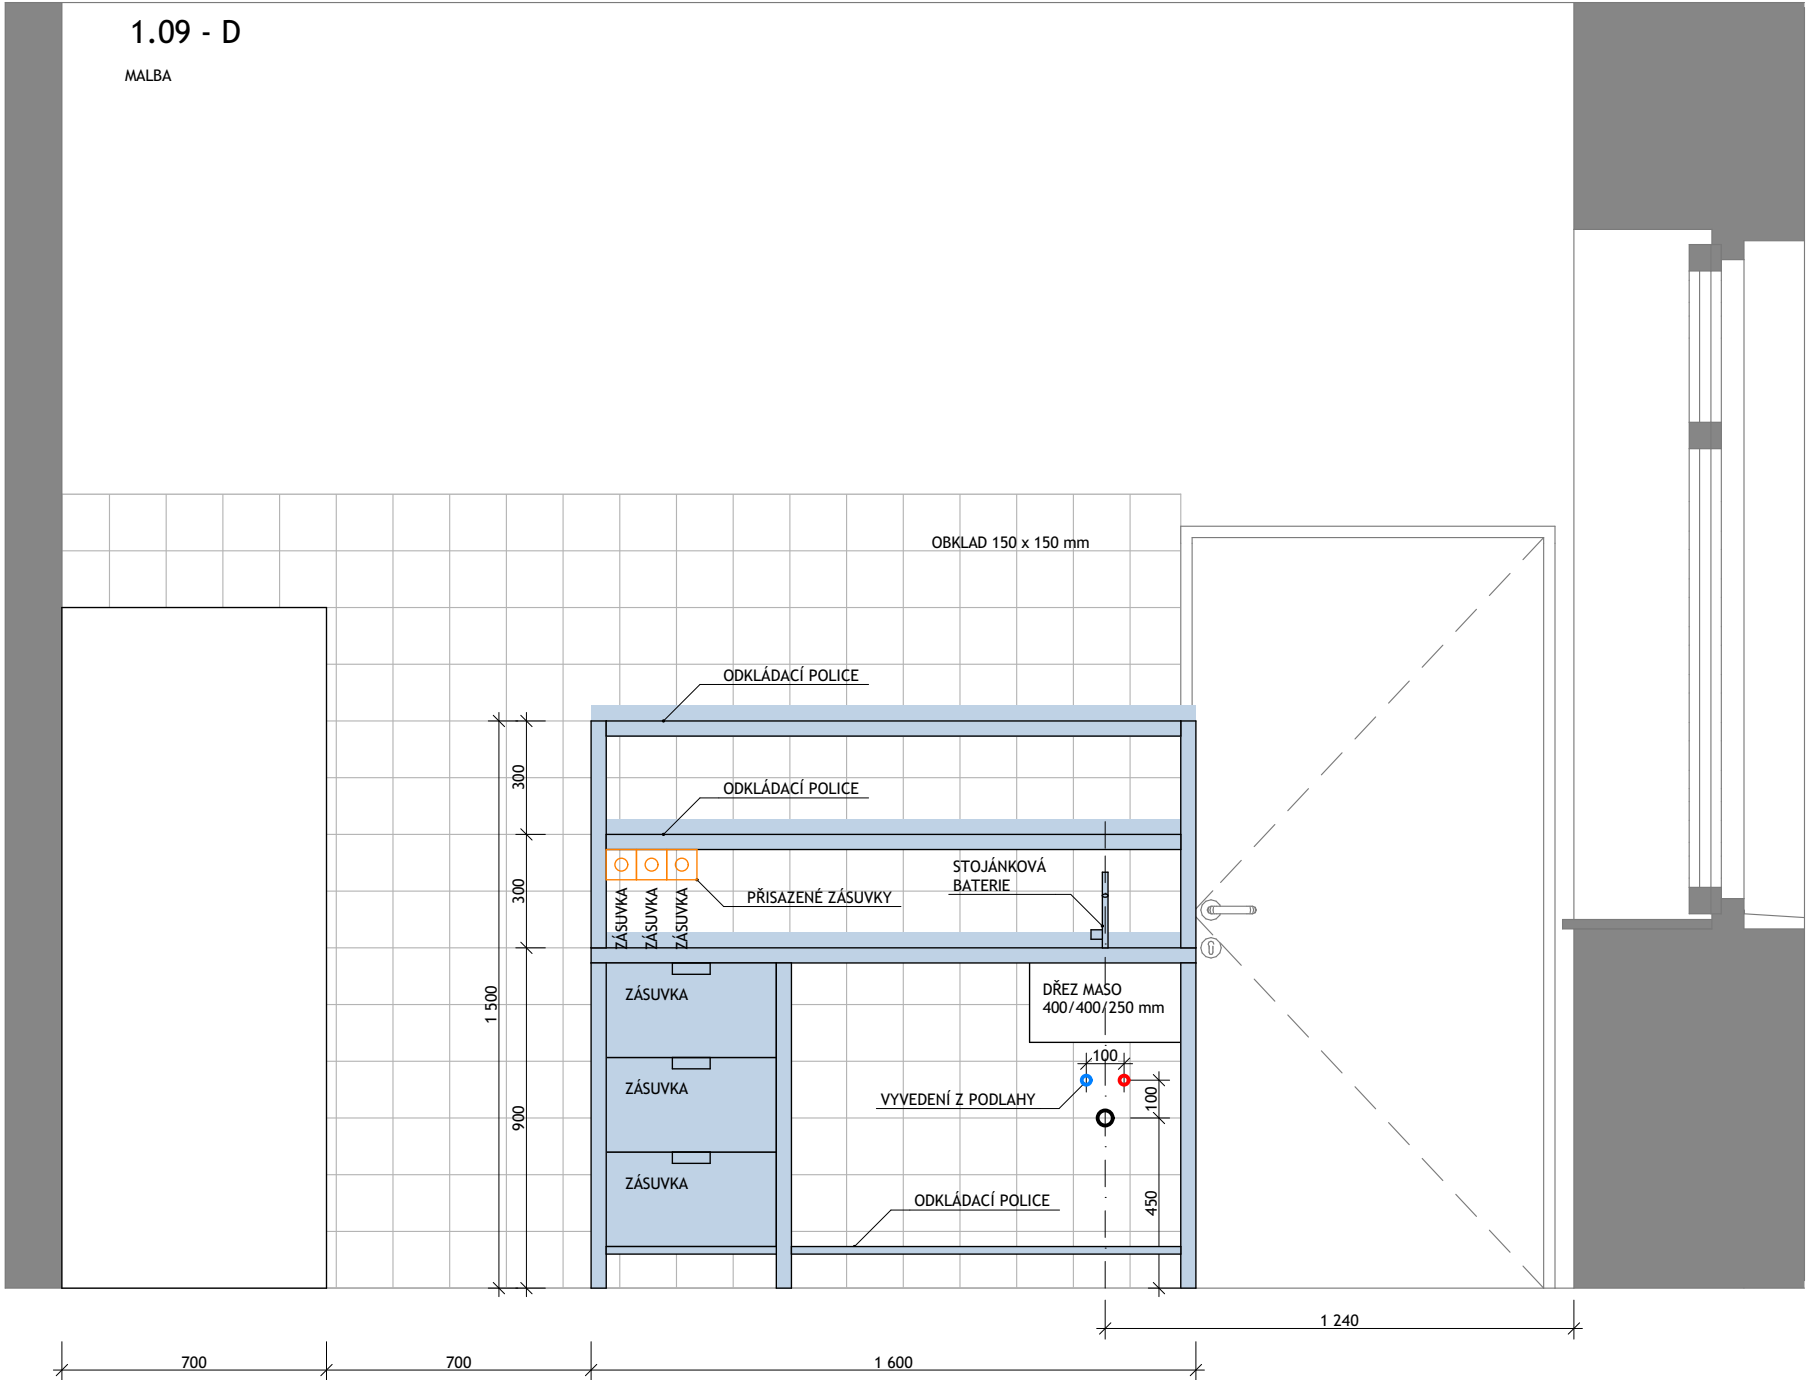 1.09 - D
MALBA
OBKLAD 150 x 150 mm
ODKLÁDACÍ POLICE
300
ODKLÁDACÍ POLICE
300
STOJÁNKOVÁ
BATERIE
PŘISAZENÉ ZÁSUVKY
ZÁSUVKA
ZÁSUVKA
ZÁSUVKA
1 500
900
ZÁSUVKA
DŘEZ MASO
400/400/250 mm
100
ZÁSUVKA
VYVEDENÍ Z PODLAHY
100
ZÁSUVKA
ODKLÁDACÍ POLICE
450
1 240
700
700
1 600